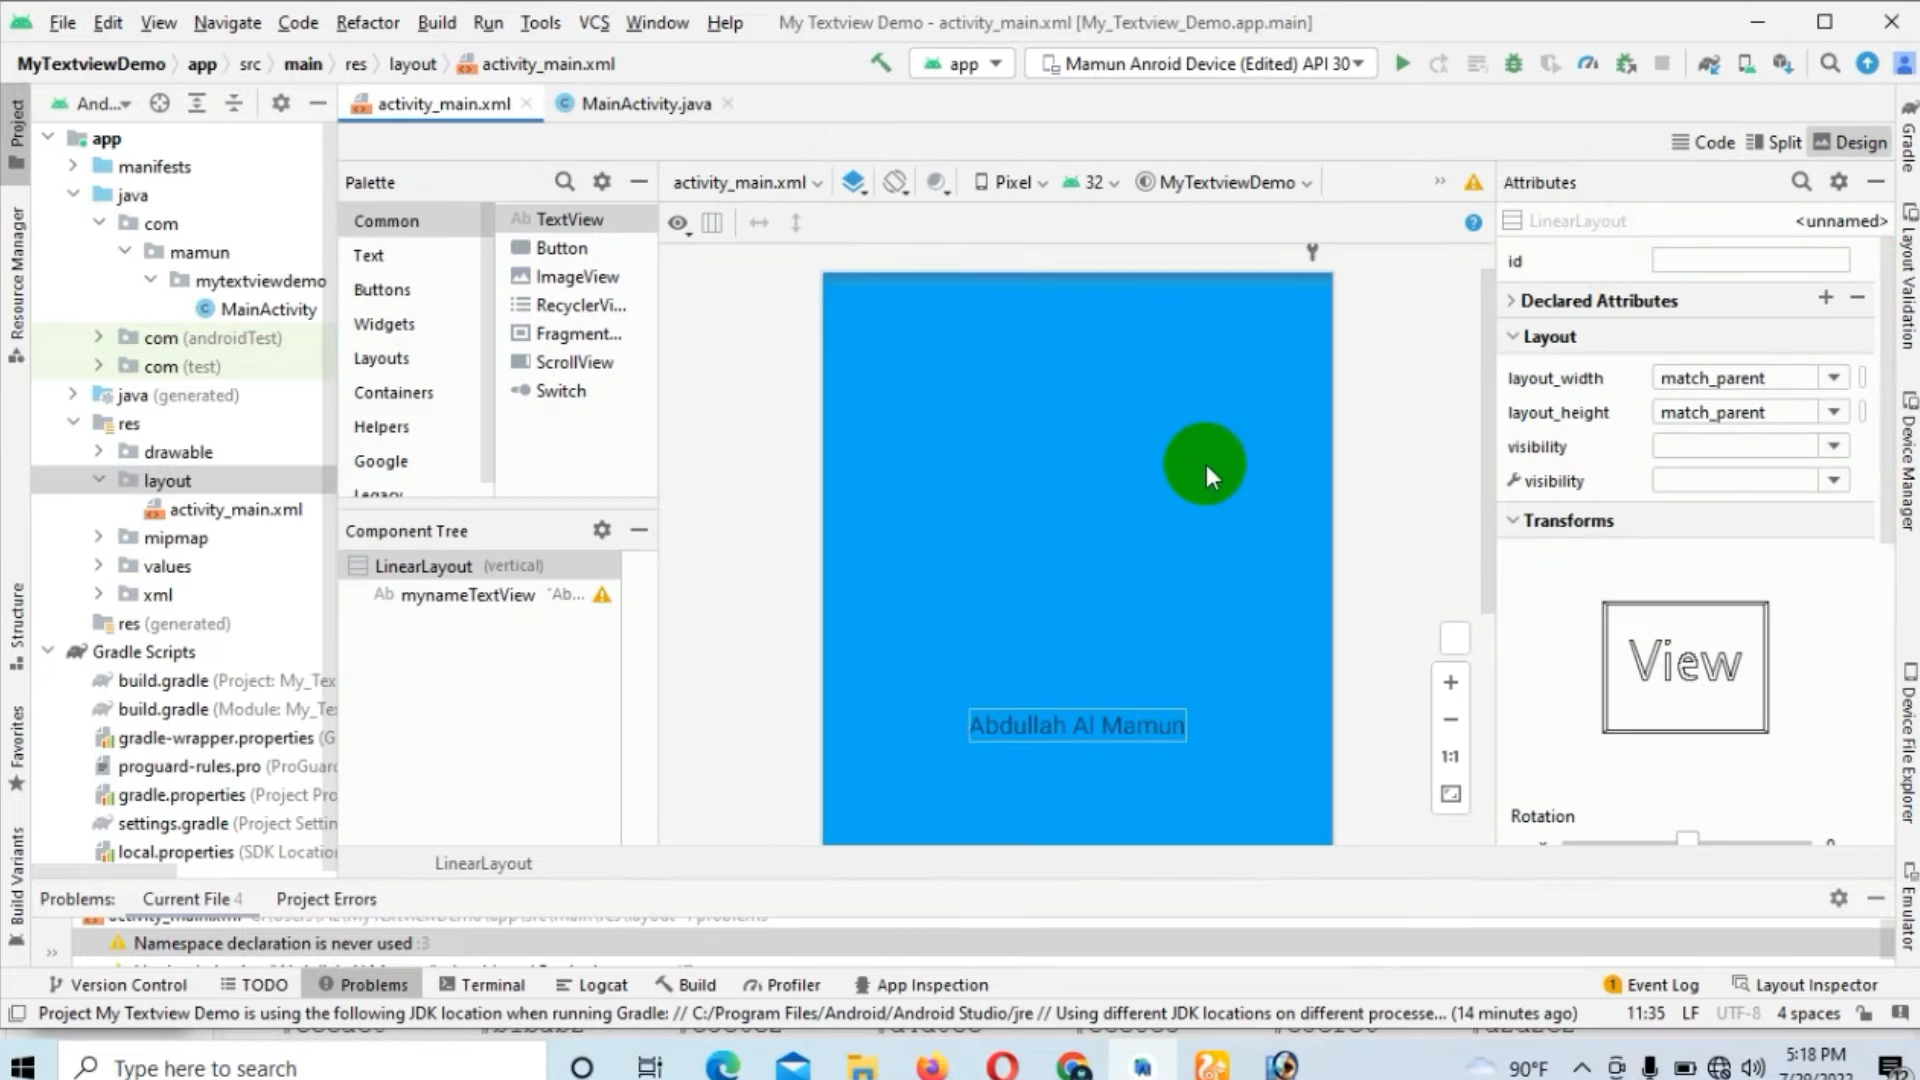 File Edit View Navigate Code Refactor Build Run Tools VCS Window Help My Textview Demo - activity_main.xml [My_Textview_Demo.app.main]
MyTextviewDemo app src main res layout activity_main.xml app Mamun Anroid Device (Edited) API 30
And... activity_main.xml MainActivity.java
Code Split Design
Project
Resource Manager
Structure
Favorites
Build Variants
app
manifests
java
com
mamun
mytextviewdemo
MainActivity
com (androidTest)
com (test)
java (generated)
res
drawable
layout
activity_main.xml
mipmap
values
xml
res (generated)
Gradle Scripts
build.gradle (Project: My_Tex
build.gradle (Module: My_Te
gradle-wrapper.properties (G
proguard-rules.pro (ProGuard
gradle.properties (Project Pro
settings.gradle (Project Settin
local.properties (SDK Location
Palette
Common
Text
Buttons
Widgets
Layouts
Containers
Helpers
Google
Legacy
Ab TextView
Button
ImageView
RecyclerVi...
Fragment...
ScrollView
Switch
Component Tree
LinearLayout (vertical)
Ab mynameTextView "Ab...
LinearLayout
activity_main.xml Pixel 32 MyTextviewDemo
Abdullah Al Mamun
1:1
Attributes
LinearLayout <unnamed>
id
Declared Attributes
Layout
layout_width match_parent
layout_height match_parent
visibility
visibility
Transforms
View
Rotation
Gradle
Layout Validation
Device Manager
Device File Explorer
Emulator
Problems: Current File 4 Project Errors
Namespace declaration is never used :3
Version Control TODO Problems Terminal Logcat Build Profiler App Inspection 1 Event Log Layout Inspector
Project My Textview Demo is using the following JDK location when running Gradle: // C:/Program Files/Android/Android Studio/jre // Using different JDK locations on different processe... (14 minutes ago) 11:35 LF UTF-8 4 spaces
Type here to search 90°F 5:18 PM